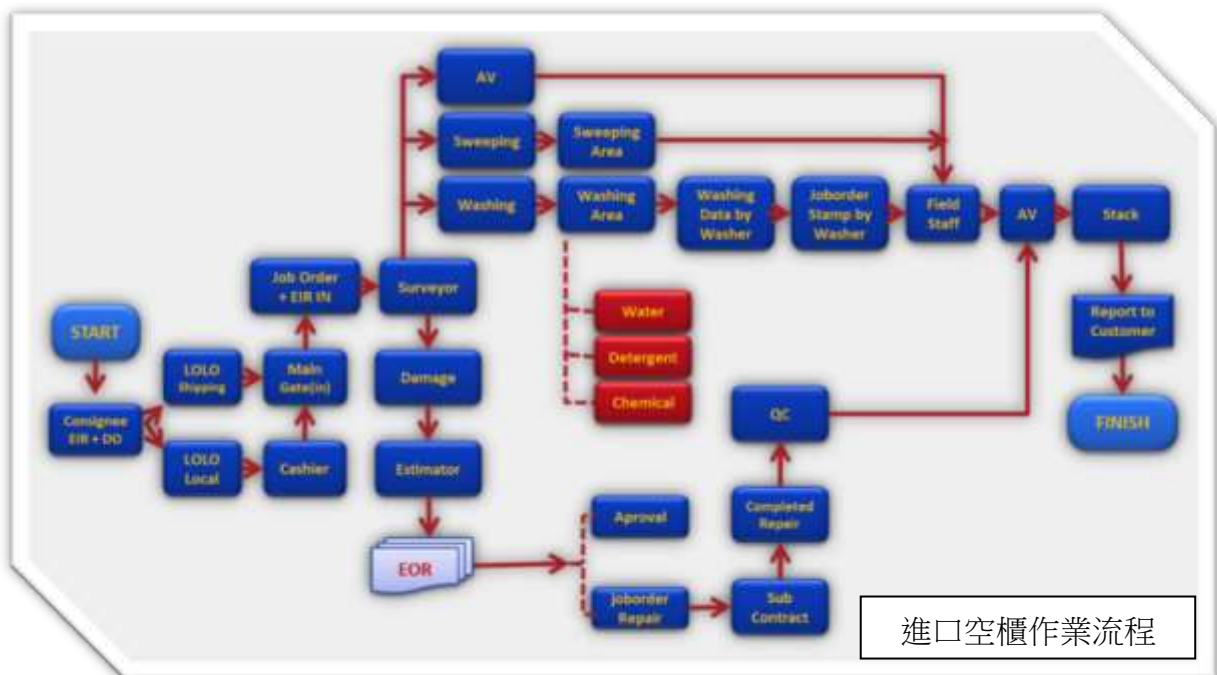 AV
Sweeping
Sweeping
Area
Washing
Washing
Area
Washing
Data by
Washer
Joborder
Stamp by
Washer
Field
Staff
AV
Stack
Job Order
+ EIR IN
Surveyor
START
LOLO
Shipping
Main
Gate(in)
Damage
Water
Detergent
Chemical
Report to
Customer
Consignee
EIR + DO
LOLO
Local
Cashier
Estimator
QC
FINISH
EOR
Aproval
Completed
Repair
Joborder
Repair
Sub
Contract
進口空櫃作業流程